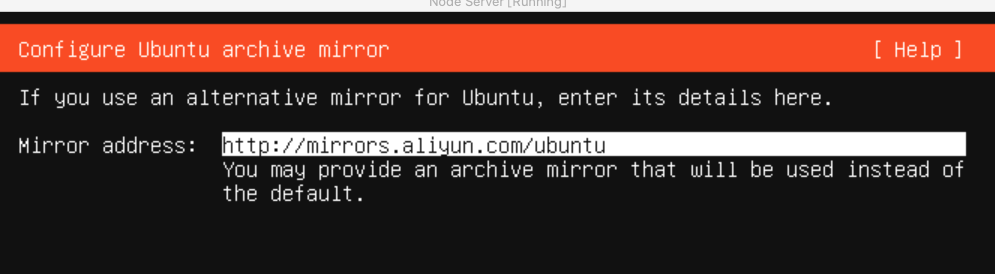 Node Server [Running]
Configure Ubuntu archive mirror [ Help ]
If you use an alternative mirror for Ubuntu, enter its details here.
Mirror address: http://mirrors.aliyun.com/ubuntu
You may provide an archive mirror that will be used instead of
the default.